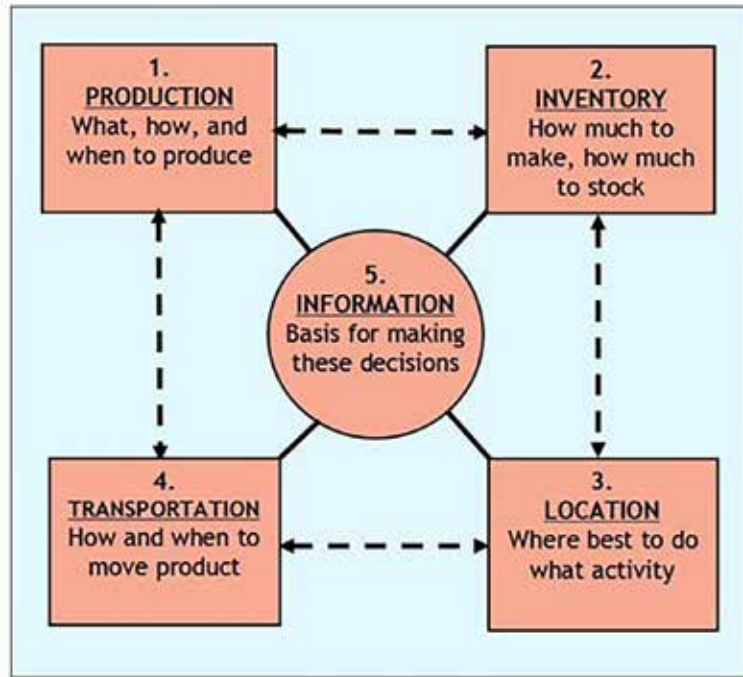 1.
PRODUCTION
What, how, and
when to produce
2.
INVENTORY
How much to
make, how much
to stock
5.
INFORMATION
Basis for making
these decisions
4.
TRANSPORTATION
How and when to
move product
3.
LOCATION
Where best to do
what activity